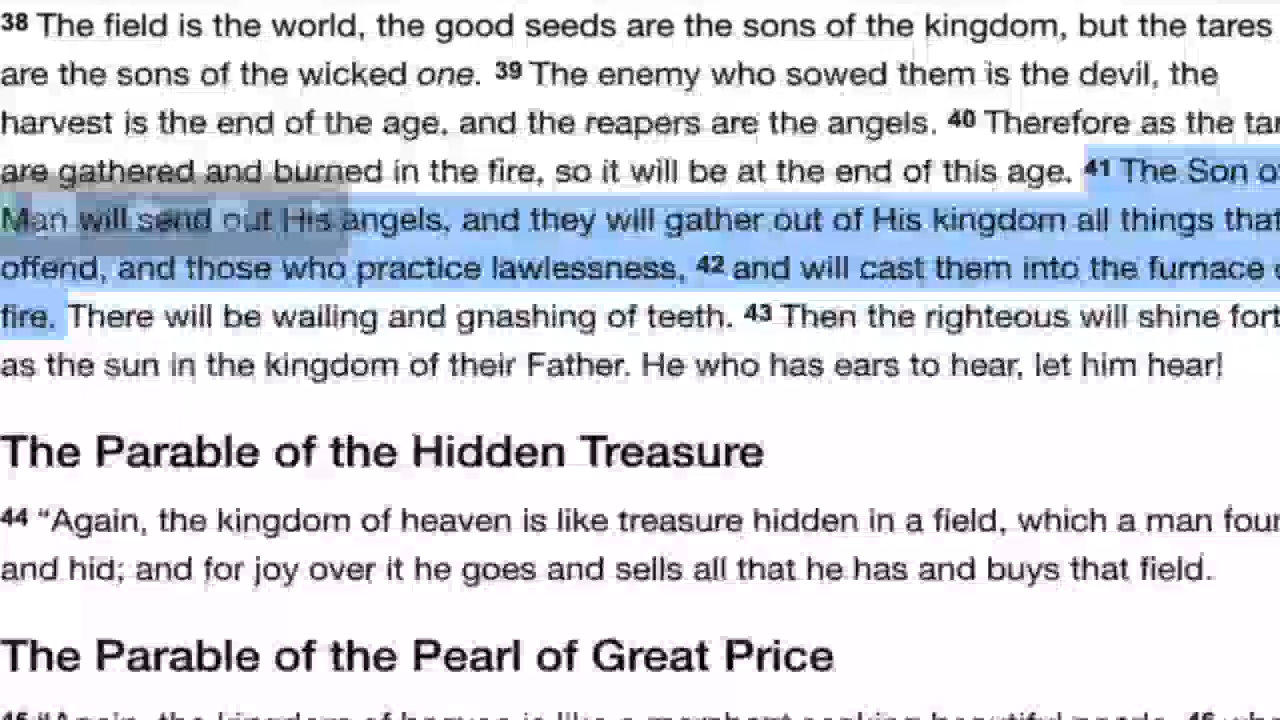 38 The field is the world, the good seeds are the sons of the kingdom, but the tares
are the sons of the wicked one. 39 The enemy who sowed them is the devil, the
harvest is the end of the age, and the reapers are the angels. 40 Therefore as the
are gathered and burned in the fire, so it will be at the end of this age. 41 The Son
Man will send out His angels, and they will gather out of His kingdom all things that
offend, and those who practice lawlessness, 42 and will cast them into the furnace
fire. There will be wailing and gnashing of teeth. 43 Then the righteous will shine
as the sun in the kingdom of their Father. He who has ears to hear, let him hear!
The Parable of the Hidden Treasure
44 “Again, the kingdom of heaven is like treasure hidden in a field, which a man
and hid; and for joy over it he goes and sells all that he has and buys that field.
The Parable of the Pearl of Great Price